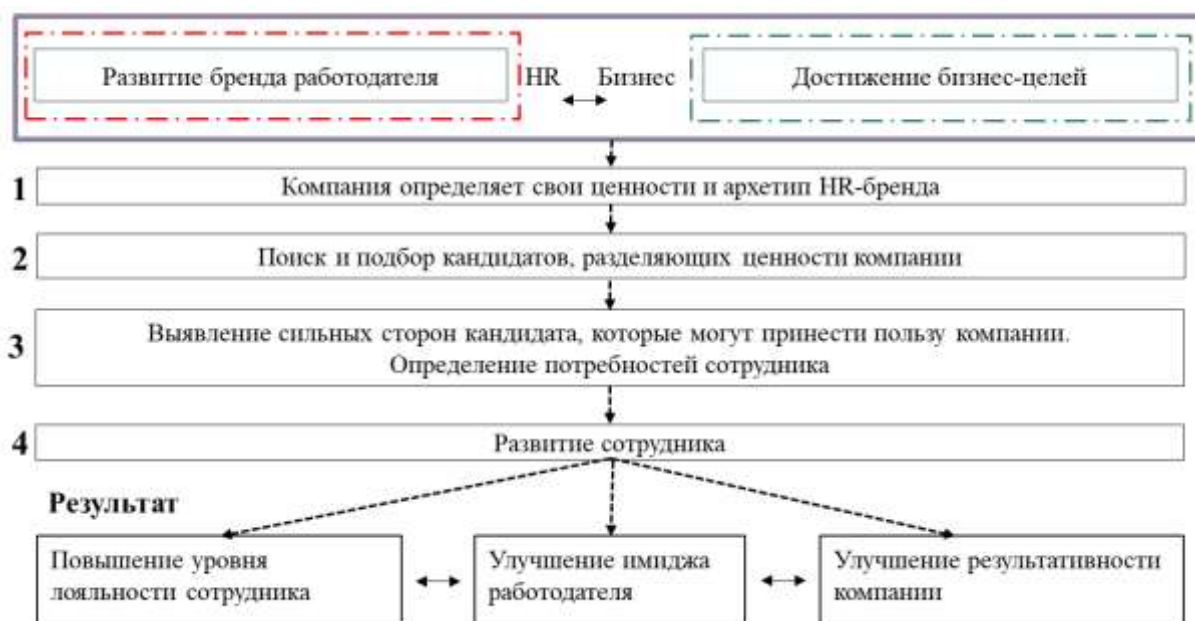 Развитие бренда работодателя
HR Бизнес
Достижение бизнес-целей
1
Компания определяет свои ценности и архетип HR-бренда
2
Поиск и подбор кандидатов, разделяющих ценности компании
3
Выявление сильных сторон кандидата, которые могут принести пользу компании.
Определение потребностей сотрудника
4
Развитие сотрудника
Результат
Повышение уровня
лояльности сотрудника
Улучшение имиджа
работодателя
Улучшение результативности
компании